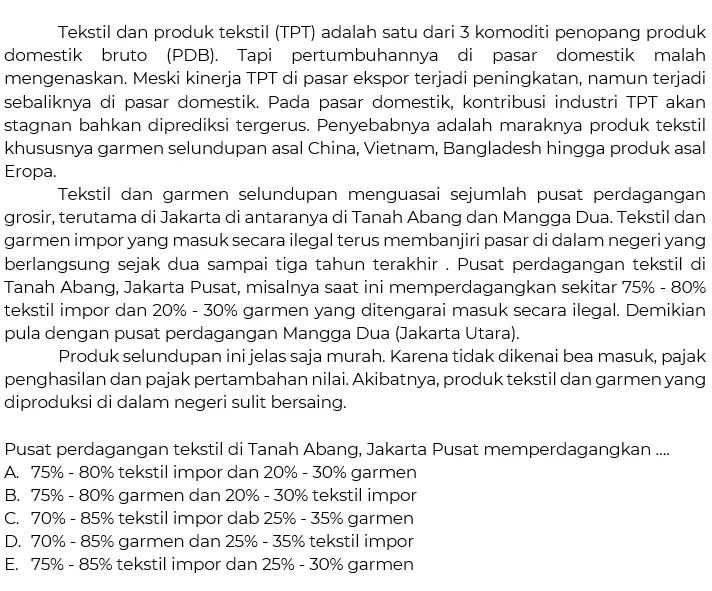 Tekstil dan produk tekstil (TPT) adalah satu dari 3 komoditi penopang produk
domestik bruto (PDB). Tapi pertumbuhannya di pasar domestik malah
mengenaskan. Meski kinerja TPT di pasar ekspor terjadi peningkatan, namun terjadi
sebaliknya di pasar domestik. Pada pasar domestik, kontribusi industri TPT akan
stagnan bahkan diprediksi tergerus. Penyebabnya adalah maraknya produk tekstil
khususnya garmen selundupan asal China, Vietnam, Bangladesh hingga produk asal
Eropa.
Tekstil dan garmen selundupan menguasai sejumlah pusat perdagangan
grosir, terutama di Jakarta di antaranya di Tanah Abang dan Mangga Dua. Tekstil dan
garmen impor yang masuk secara ilegal terus membanjiri pasar di dalam negeri yang
berlangsung sejak dua sampai tiga tahun terakhir . Pusat perdagangan tekstil di
Tanah Abang, Jakarta Pusat, misalnya saat ini memperdagangkan sekitar 75% - 80%
tekstil impor dan 20% - 30% garmen yang ditengarai masuk secara ilegal. Demikian
pula dengan pusat perdagangan Mangga Dua (Jakarta Utara).
Produk selundupan ini jelas saja murah. Karena tidak dikenai bea masuk, pajak
penghasilan dan pajak pertambahan nilai. Akibatnya, produk tekstil dan garmen yang
diproduksi di dalam negeri sulit bersaing.
Pusat perdagangan tekstil di Tanah Abang, Jakarta Pusat memperdagangkan ....
A. 75% - 80% tekstil impor dan 20% - 30% garmen
B. 75% - 80% garmen dan 20% - 30% tekstil impor
C. 70% - 85% tekstil impor dab 25% - 35% garmen
D. 70% - 85% garmen dan 25% - 35% tekstil impor
E. 75% - 85% tekstil impor dan 25% - 30% garmen